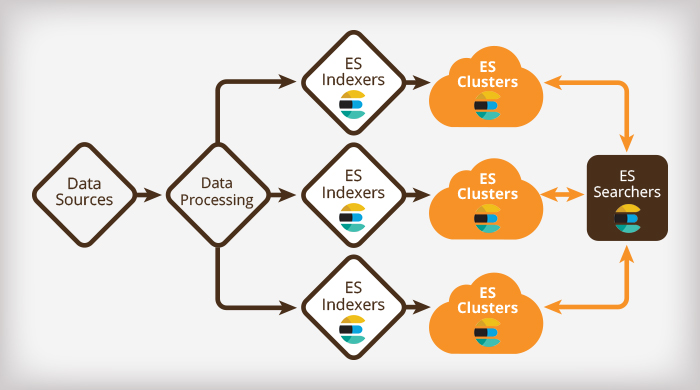 Data
Sources
Data
Processing
ES
Indexers
ES
Clusters
ES
Indexers
ES
Clusters
ES
Indexers
ES
Clusters
ES
Searchers